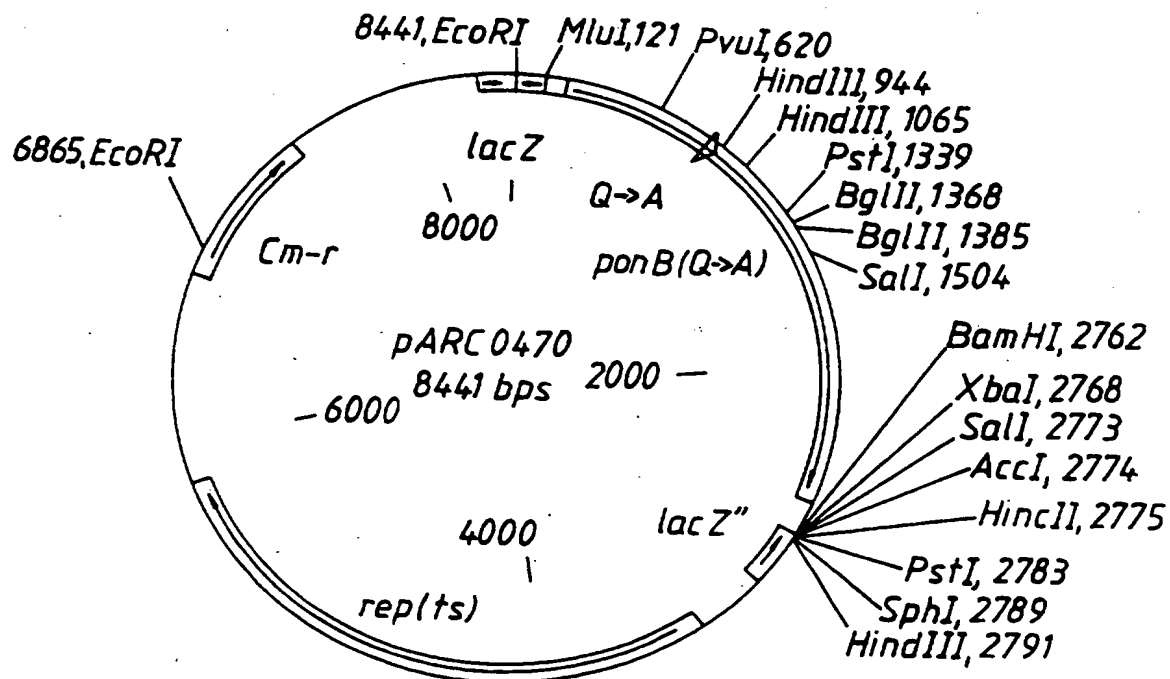 8441, EcoRI
MluI, 121
PvuI, 620
HindIII, 944
HindIII, 1065
PstI, 1339
BglII, 1368
BglII, 1385
SalI, 1504
6865, EcoRI
lacZ
Q→A
8000
Cm-r
ponB(Q→A)
pARC 0470
8441 bps
2000
6000
BamHI, 2762
XbaI, 2768
SalI, 2773
AccI, 2774
HincII, 2775
PstI, 2783
SphI, 2789
HindIII, 2791
lacZ"
4000
rep(ts)